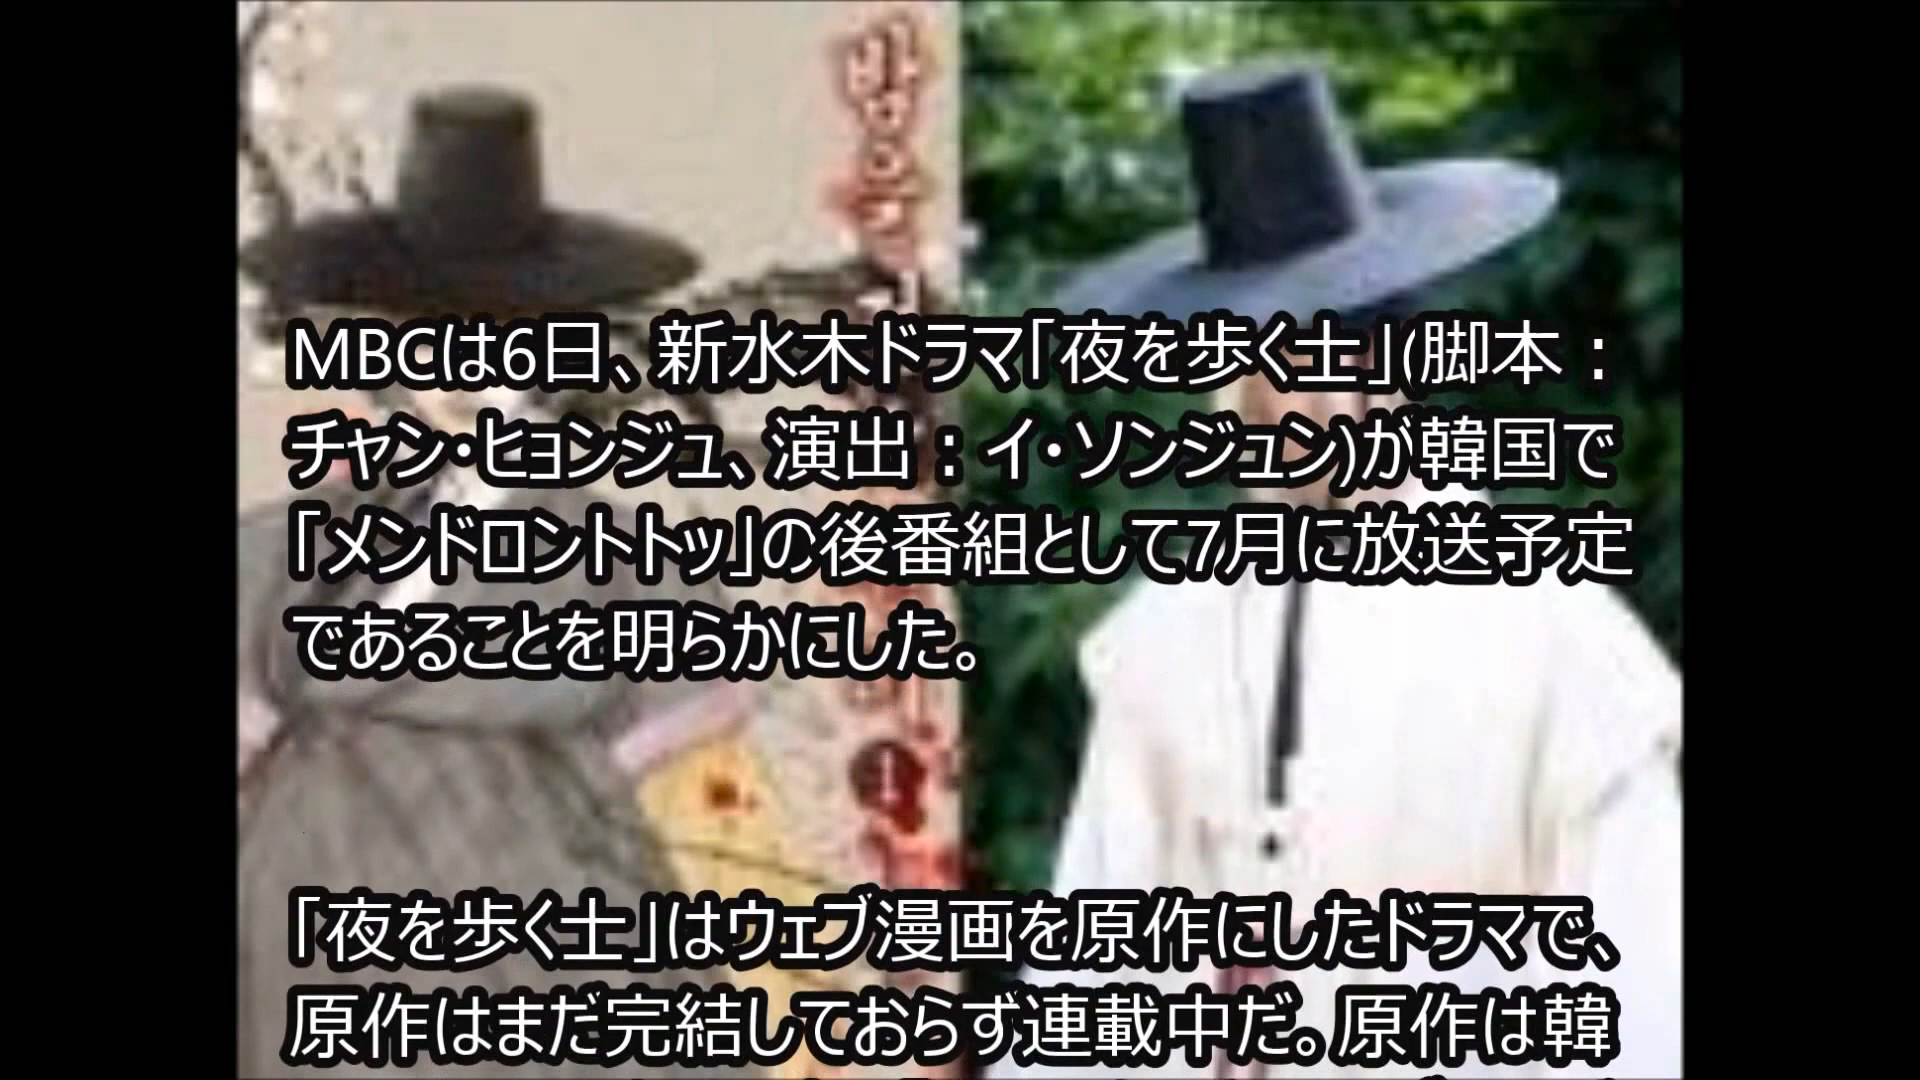 MBCは6日、新水木ドラマ「夜を歩く士」(脚本：
チャン・ヒョンジュ、演出：イ・ソンジュン)が韓国で
「メンドロントトッ」の後番組として7月に放送予定
であることを明らかにした。
「夜を歩く士」はウェブ漫画を原作にしたドラマで、
原作はまだ完結しておらず連載中だ。原作は韓